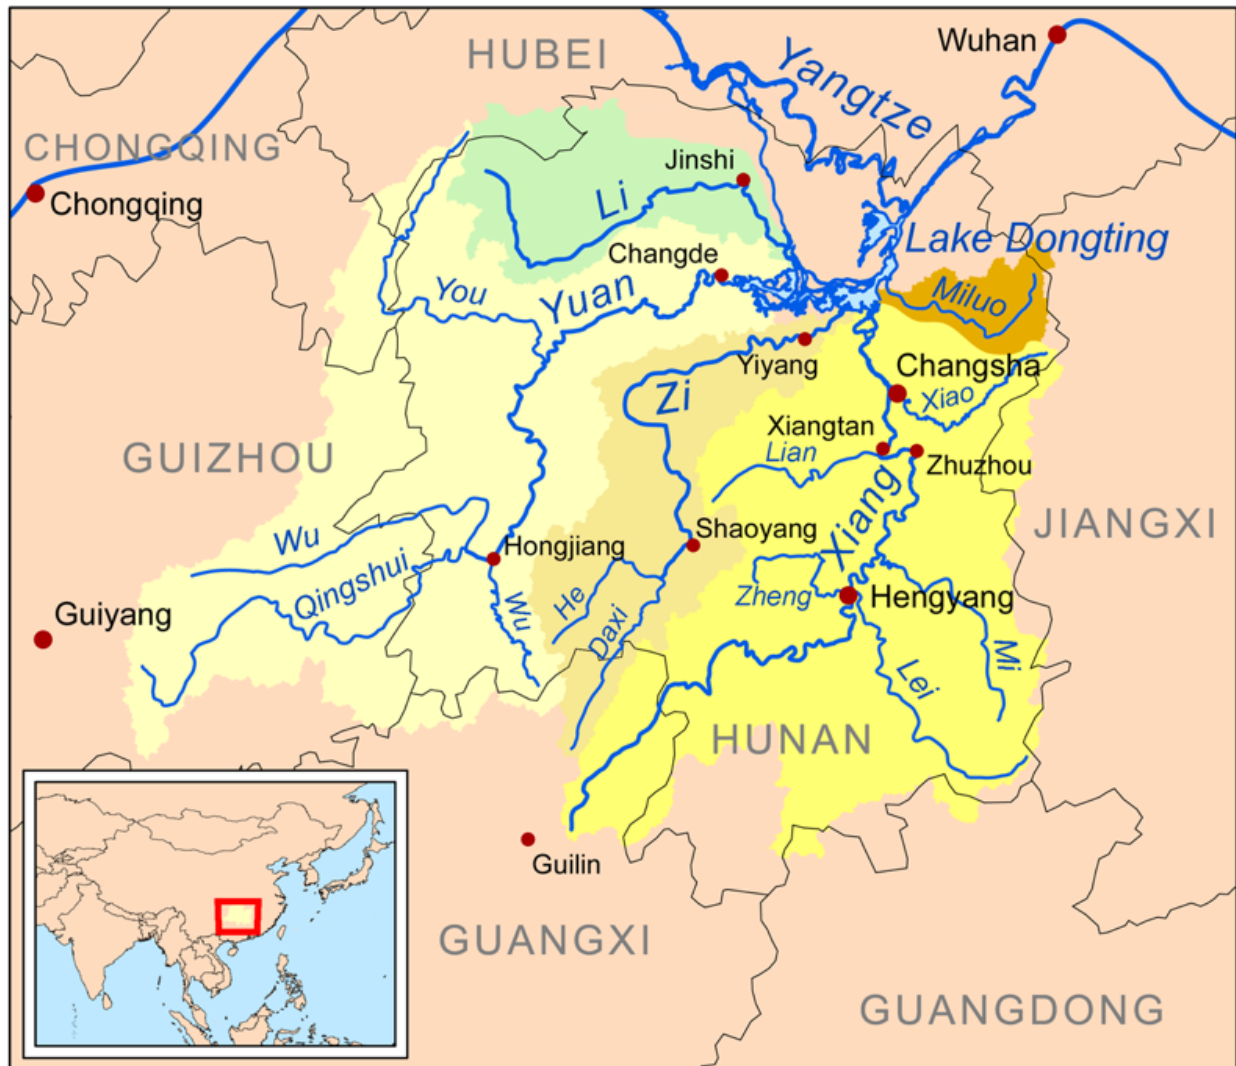 HUBEI
Wuhan
Yangtze
CHONGQING
Chongqing
Jinshi
Li
Lake Dongting
Changde
You
Yuan
Miluo
Yiyang
Changsha
Zi
Xiao
Xiangtan
Lian
Zhuzhou
GUIZHOU
Xiang
JIANGXI
Wu
Shaoyang
Hongjiang
Qingshui
He
Wu
Zheng
Hengyang
Guiyang
Daxi
Mi
Lei
HUNAN
Guilin
GUANGXI
GUANGDONG